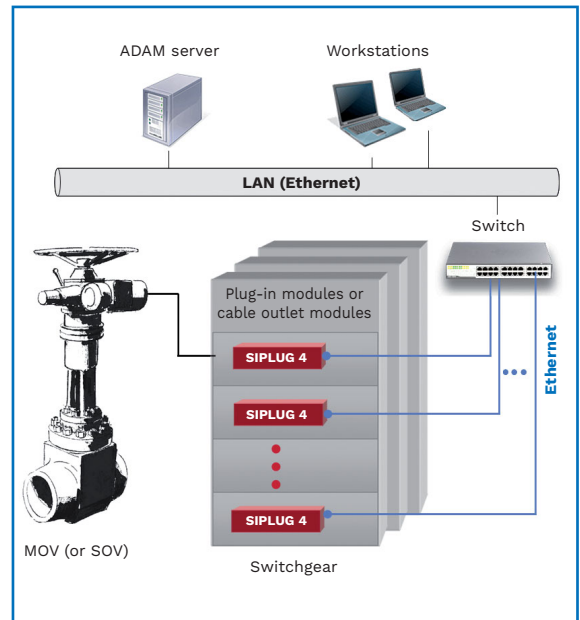 ADAM server
Workstations
LAN (Ethernet)
Switch
Plug-in modules or
cable outlet modules
SIPLUG 4
SIPLUG 4
SIPLUG 4
Ethernet
MOV (or SOV)
Switchgear